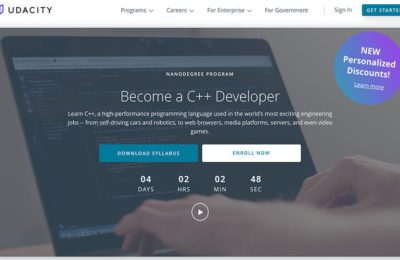 UDACITY
Programs
Careers
For Enterprise
For Government
Sign In
GET STARTED
NEW
Personalized
Discounts!
Learn more
NANODEGREE PROGRAM
Become a C++ Developer
Learn C++, a high-performance programming language used in the world's most exciting engineering
jobs -- from self-driving cars and robotics, to web browsers, media platforms, servers, and even video
games.
DOWNLOAD SYLLABUS
ENROLL NOW
04 02 02 48
DAYS HRS MIN SEC